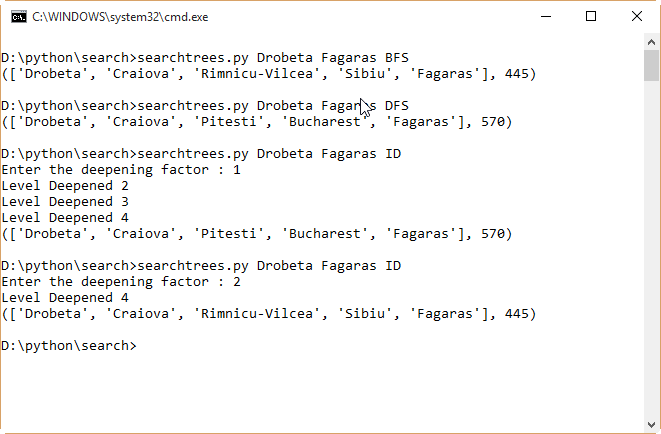 C:\WINDOWS\system32\cmd.exe
D:\python\search>searchtrees.py Drobeta Fagaras BFS
(['Drobeta', 'Craiova', 'Rimnicu-Vilcea', 'Sibiu', 'Fagaras'], 445)
D:\python\search>searchtrees.py Drobeta Fagaras DFS
(['Drobeta', 'Craiova', 'Pitesti', 'Bucharest', 'Fagaras'], 570)
D:\python\search>searchtrees.py Drobeta Fagaras ID
Enter the deepening factor : 1
Level Deepened 2
Level Deepened 3
Level Deepened 4
(['Drobeta', 'Craiova', 'Pitesti', 'Bucharest', 'Fagaras'], 570)
D:\python\search>searchtrees.py Drobeta Fagaras ID
Enter the deepening factor : 2
Level Deepened 4
(['Drobeta', 'Craiova', 'Rimnicu-Vilcea', 'Sibiu', 'Fagaras'], 445)
D:\python\search>